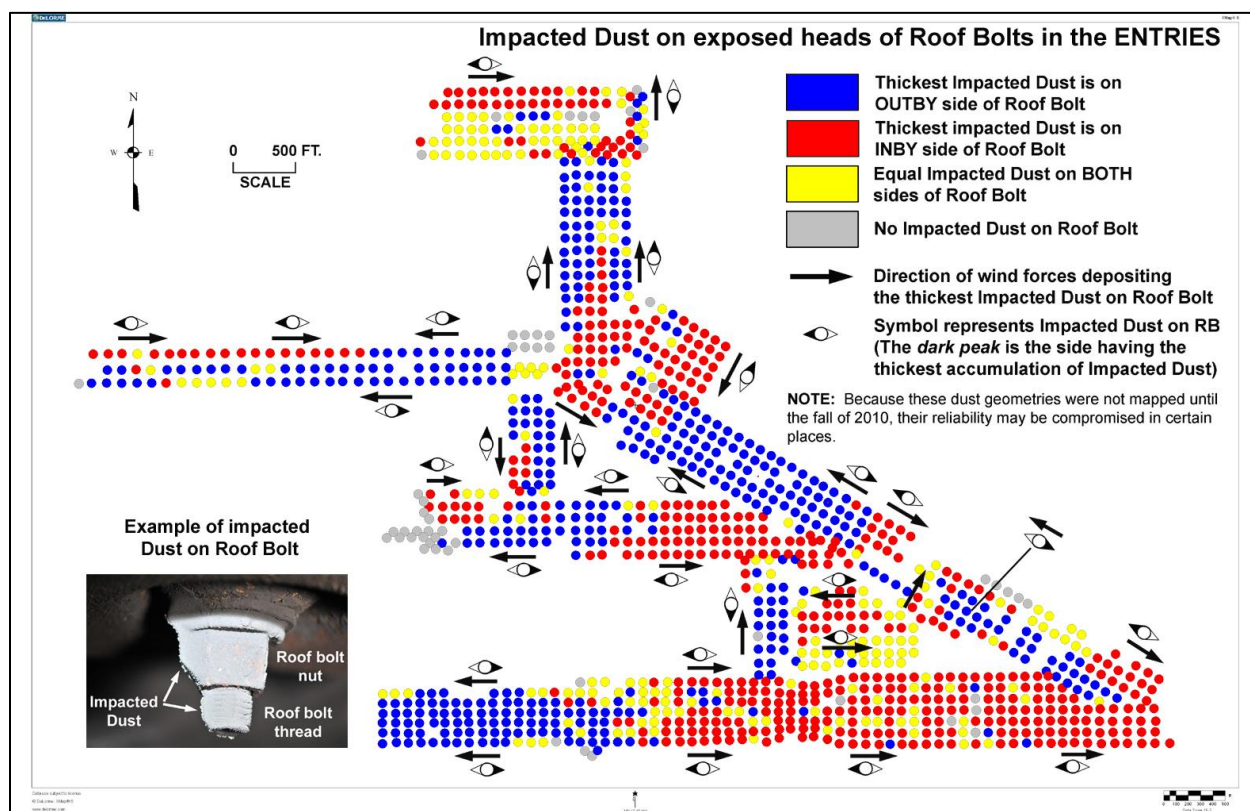 DeLORME
Impacted Dust on exposed heads of Roof Bolts in the ENTRIES
Thickest Impacted Dust is on
OUTBY side of Roof Bolt
Thickest impacted Dust is on
INBY side of Roof Bolt
Equal Impacted Dust on BOTH
sides of Roof Bolt
No Impacted Dust on Roof Bolt
Direction of wind forces depositing
the thickest Impacted Dust on Roof Bolt
Symbol represents Impacted Dust on RB
(The dark peak is the side having the
thickest accumulation of Impacted Dust)
NOTE: Because these dust geometries were not mapped until
the fall of 2010, their reliability may be compromised in certain
places.
N
W E
S
0 500 FT.
SCALE
Example of impacted
Dust on Roof Bolt
Roof bolt
nut
Impacted
Dust
Roof bolt
thread
www.delorme.com